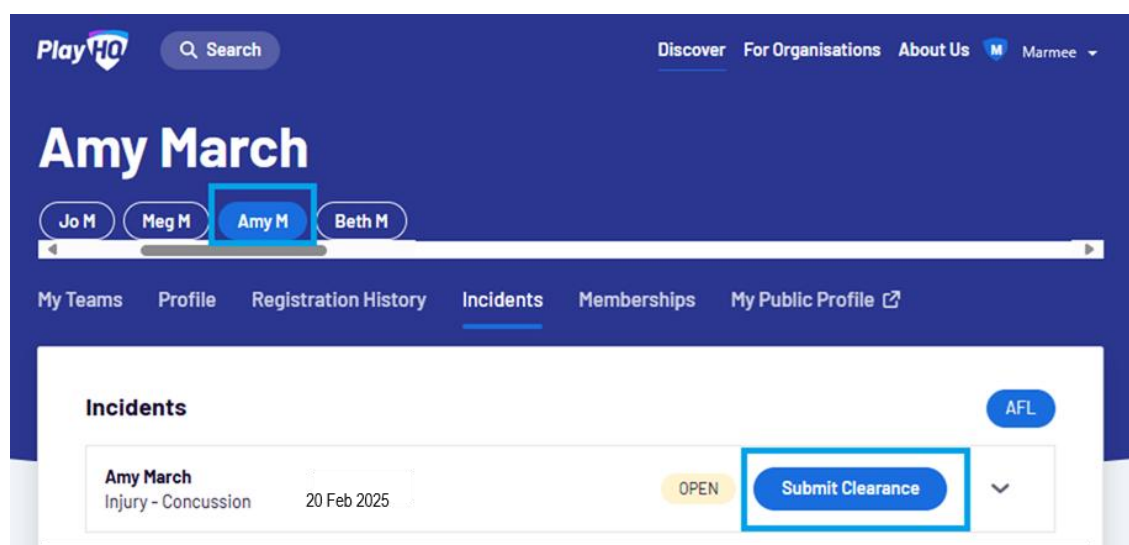 PlayHQ Search Discover For Organisations About Us M Marmee
Amy March
Jo M Meg M Amy M Beth M
My Teams Profile Registration History Incidents Memberships My Public Profile
Incidents AFL
Amy March
Injury - Concussion 20 Feb 2025 OPEN Submit Clearance